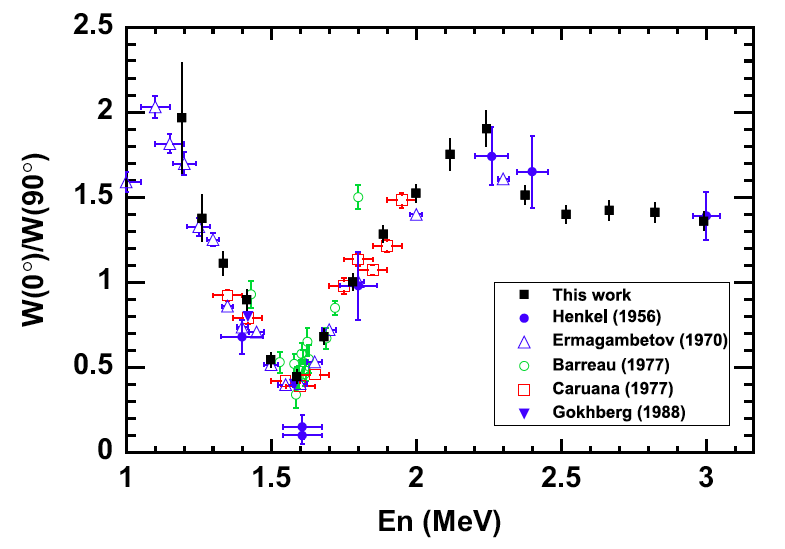 2.5
2
1.5
1
0.5
0
W(0°)/W(90°)
This work
Henkel (1956)
Ermagambetov (1970)
Barreau (1977)
Caruana (1977)
Gokhberg (1988)
1 1.5 2 2.5 3
En (MeV)